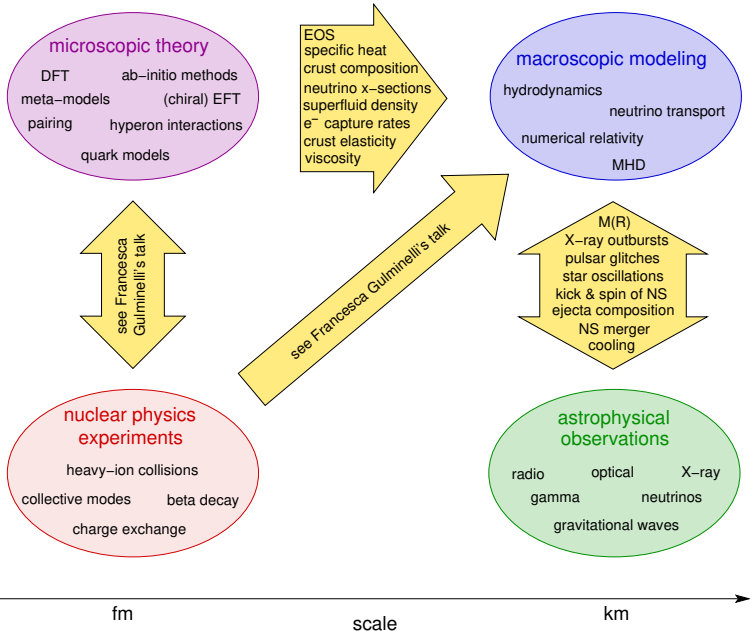 microscopic theory
DFT
ab−initio methods
meta−models
(chiral) EFT
pairing
hyperon interactions
quark models
EOS
specific heat
crust composition
neutrino x−sections
superfluid density
e⁻ capture rates
crust elasticity
viscosity
macroscopic modeling
hydrodynamics
neutrino transport
numerical relativity
MHD
see Francesca
Gulminelli's talk
see Francesca Gulminelli's talk
M(R)
X−ray outbursts
pulsar glitches
star oscillations
kick & spin of NS
ejecta composition
NS merger
cooling
nuclear physics
experiments
heavy−ion collisions
collective modes
beta decay
charge exchange
astrophysical
observations
radio
optical
X−ray
gamma
neutrinos
gravitational waves
fm
scale
km